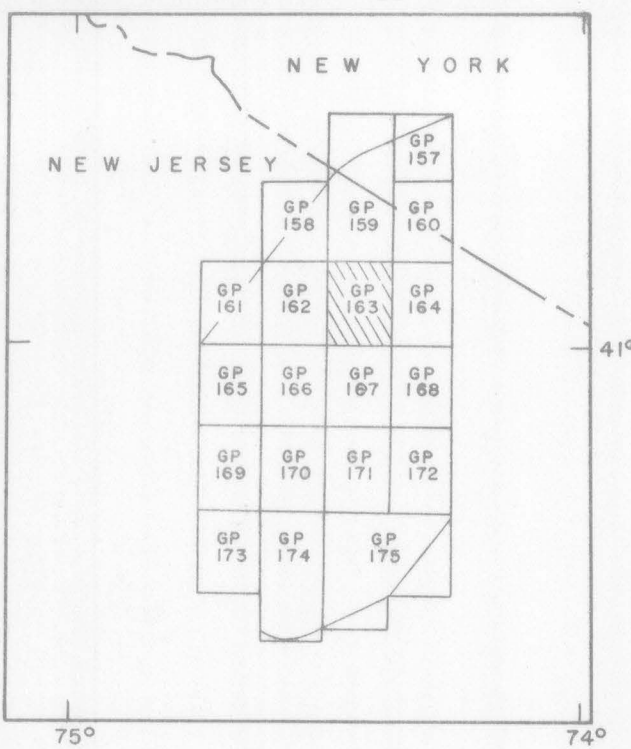 NEW YORK
NEW JERSEY
GP 157
GP 158
GP 159
GP 160
GP 161
GP 162
GP 163
GP 164
41°
GP 165
GP 166
GP 167
GP 168
GP 169
GP 170
GP 171
GP 172
GP 173
GP 174
GP 175
75°
74°